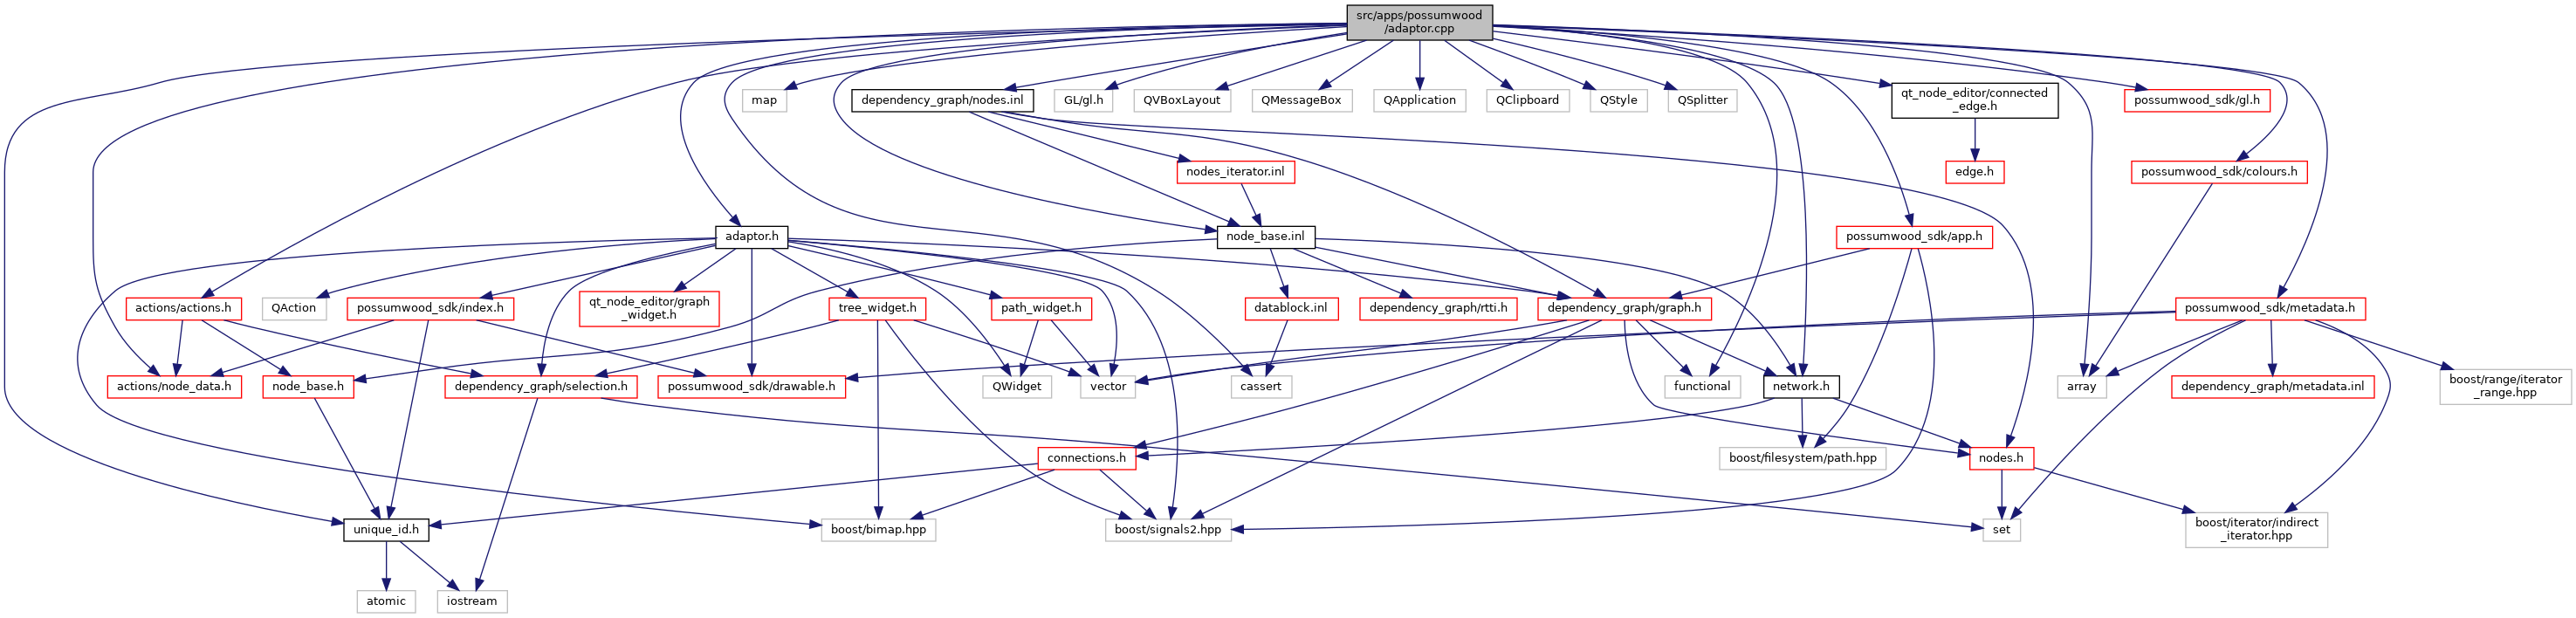 src/apps/possumwood
/adaptor.cpp
map
dependency_graph/nodes.inl
GL/gl.h
QVBoxLayout
QMessageBox
QApplication
QClipboard
QStyle
QSplitter
qt_node_editor/connected
_edge.h
possumwood_sdk/gl.h
nodes_iterator.inl
edge.h
possumwood_sdk/colours.h
adaptor.h
node_base.inl
possumwood_sdk/app.h
actions/actions.h
QAction
possumwood_sdk/index.h
qt_node_editor/graph
_widget.h
tree_widget.h
path_widget.h
datablock.inl
dependency_graph/rtti.h
dependency_graph/graph.h
possumwood_sdk/metadata.h
actions/node_data.h
node_base.h
dependency_graph/selection.h
possumwood_sdk/drawable.h
QWidget
vector
cassert
functional
network.h
array
dependency_graph/metadata.inl
boost/range/iterator
_range.hpp
connections.h
boost/filesystem/path.hpp
nodes.h
unique_id.h
boost/bimap.hpp
boost/signals2.hpp
set
boost/iterator/indirect
_iterator.hpp
atomic
iostream